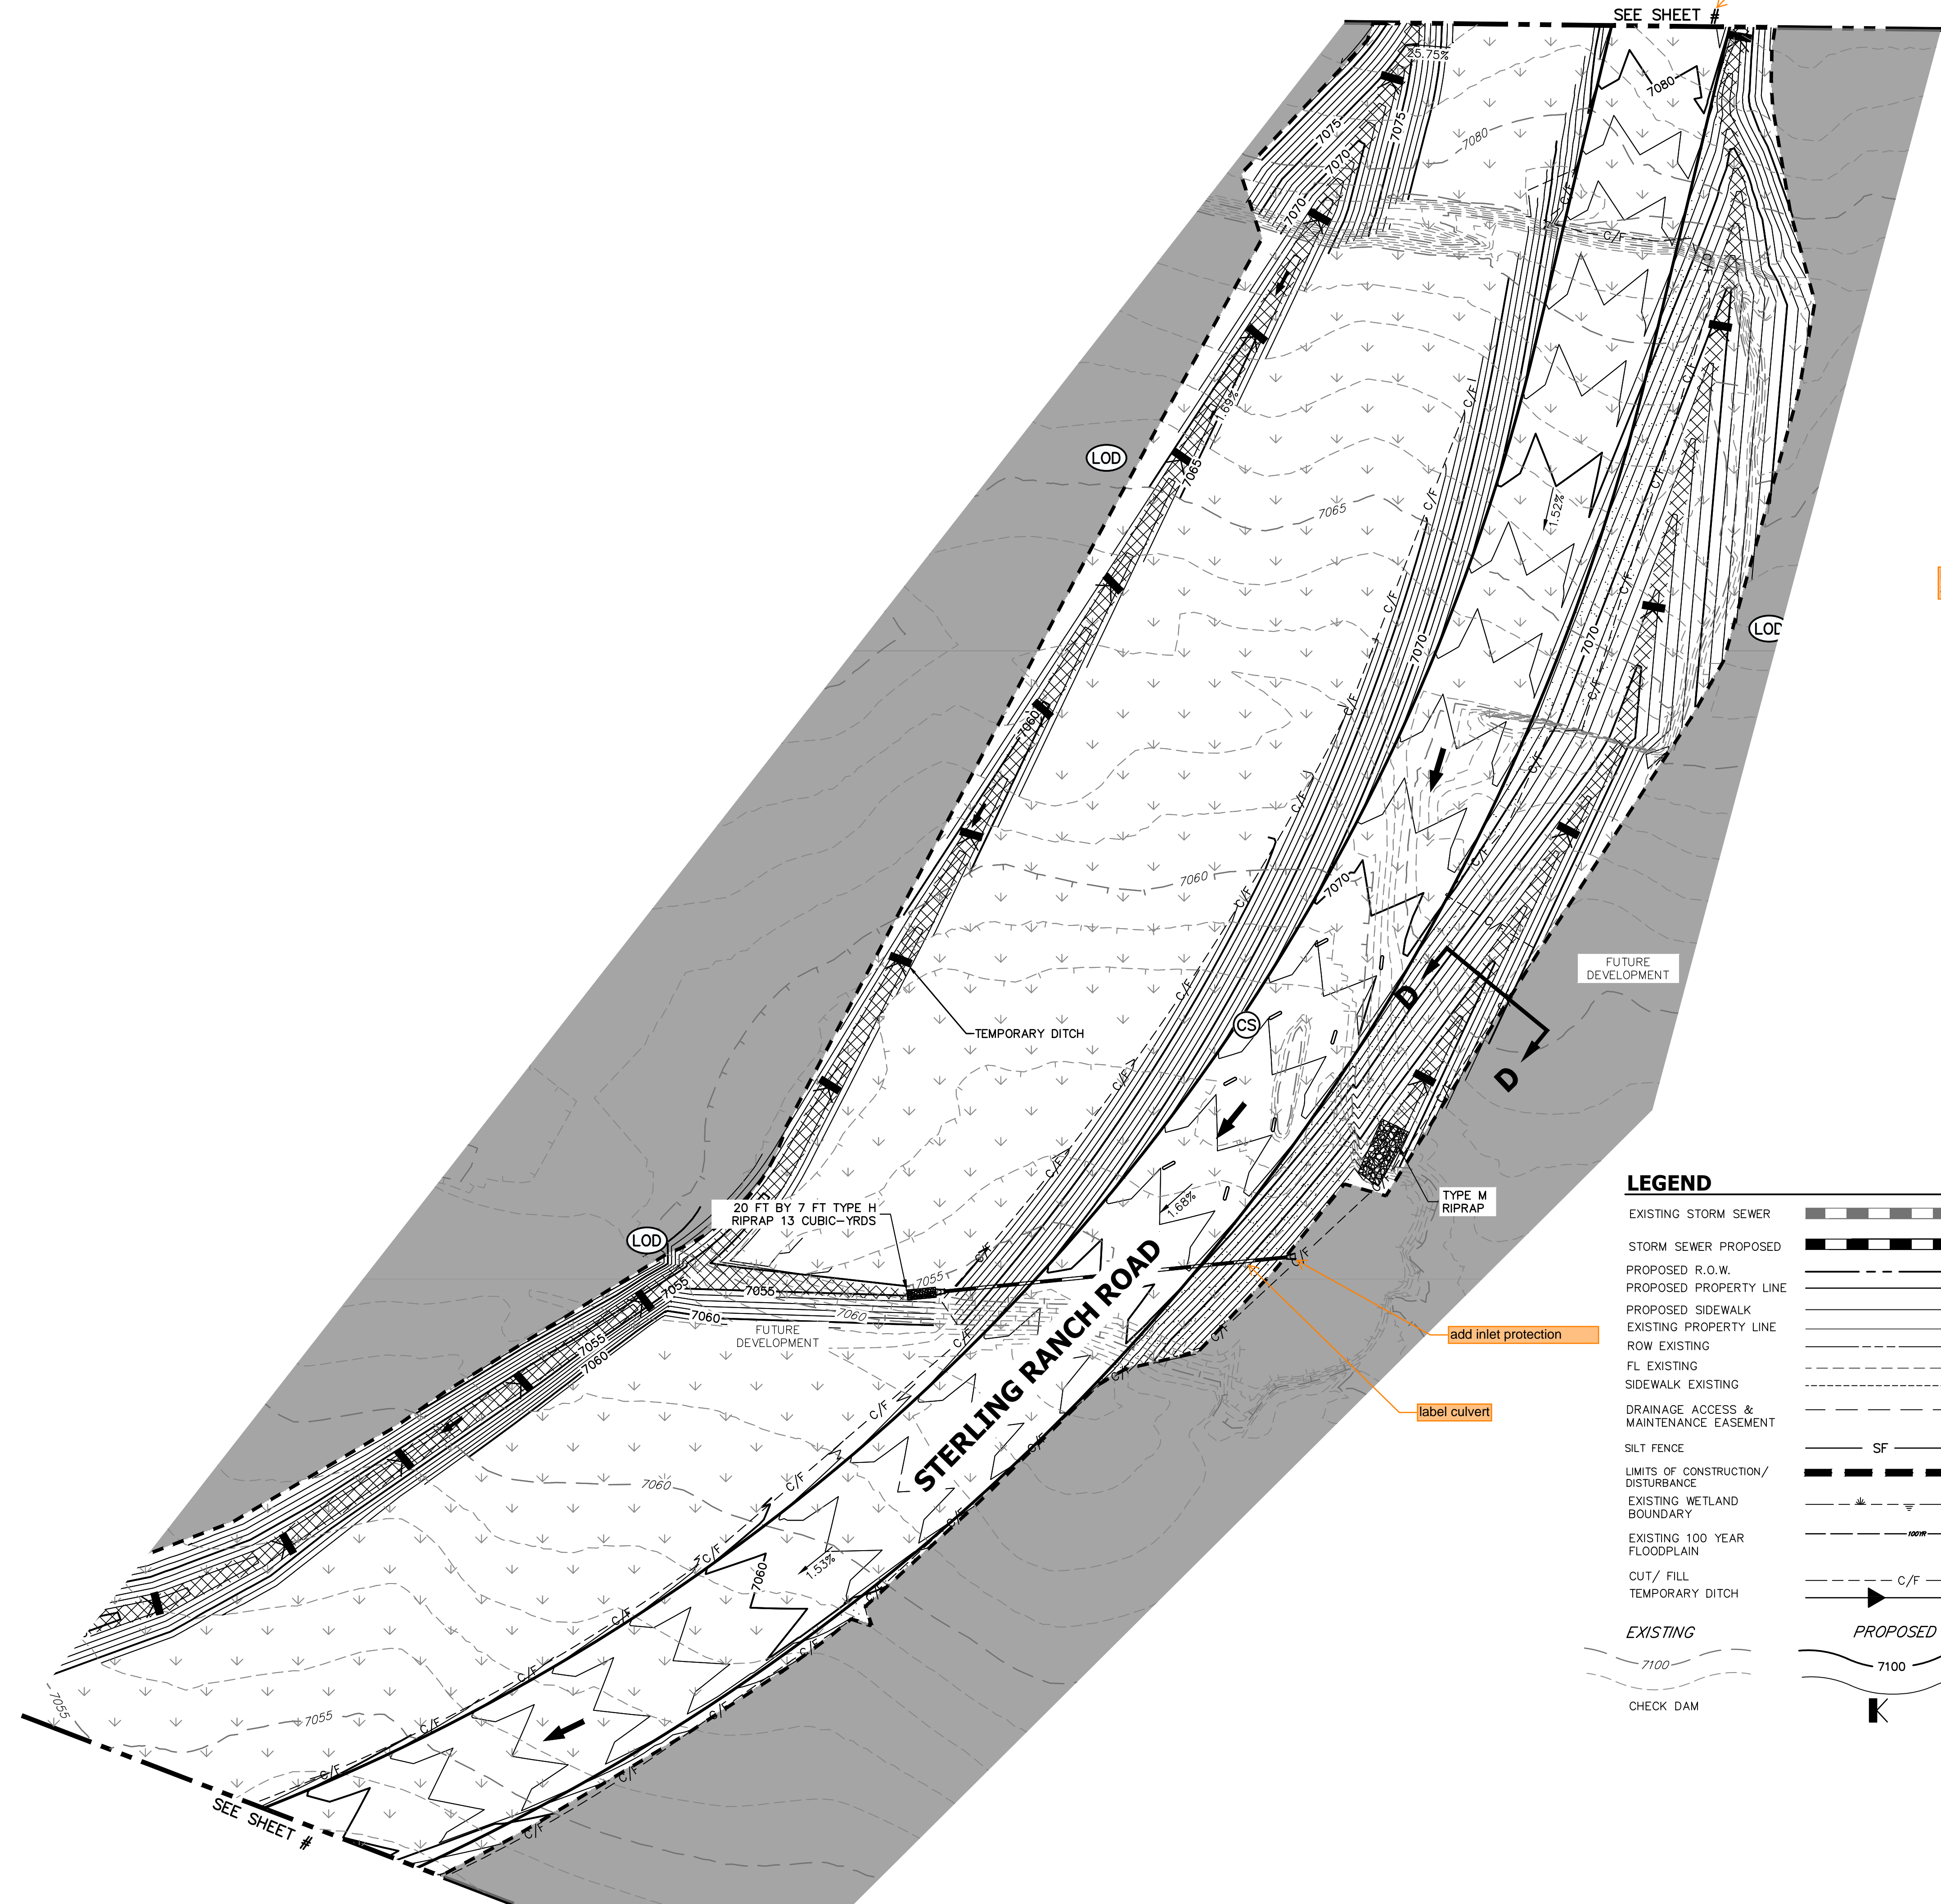 SEE SHEET #
25.75%
7080
7075
7075
7080
7070
7070
C/F
C/F
C/F
1.69%
C/F
C/F
LOD
7065
C/F
C/F
7065
1.52%
C/F
C/F
LOD
7070
7070
C/F
C/F
7060
C/F
C/F
C/F
7060
7070
C/F
FUTURE
DEVELOPMENT
D
C/F
CS
TEMPORARY DITCH
D
C/F
C/F
C/F
20 FT BY 7 FT TYPE H
RIPRAP 13 CUBIC-YRDS
TYPE M
RIPRAP
C/F
1.68%
LOD
C/F
C/F
7055
7055
7055
7060
7060
FUTURE
DEVELOPMENT
C/F
C/F
STERLING RANCH ROAD
add inlet protection
label culvert
7055
7060
C/F
C/F
C/F
7060
C/F
C/F
C/F
1.53%
7060
C/F
C/F
C/F
C/F
C/F
7055
7055
C/F
C/F
C/F
C/F
SEE SHEET #
LEGEND
EXISTING STORM SEWER
STORM SEWER PROPOSED
PROPOSED R.O.W.
PROPOSED PROPERTY LINE
PROPOSED SIDEWALK
EXISTING PROPERTY LINE
ROW EXISTING
FL EXISTING
SIDEWALK EXISTING
DRAINAGE ACCESS &
MAINTENANCE EASEMENT
SILT FENCE SF
LIMITS OF CONSTRUCTION/
DISTURBANCE
EXISTING WETLAND
BOUNDARY
EXISTING 100 YEAR 100YR
FLOODPLAIN
CUT/ FILL C/F
TEMPORARY DITCH
EXISTING PROPOSED
7100 7100
CHECK DAM